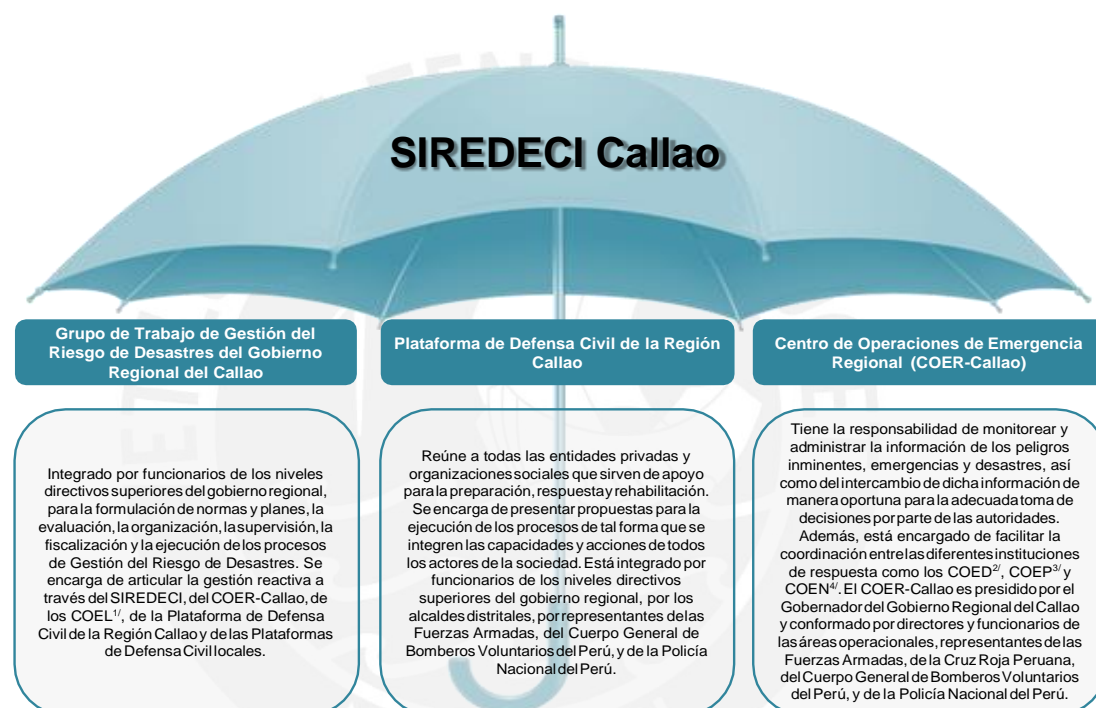 SIREDECI Callao
Grupo de Trabajo de Gestión del
Riesgo de Desastres del Gobierno
Regional del Callao
Integrado por funcionarios de los niveles
directivos superiores del gobierno regional,
para la formulación de normas y planes, la
evaluación, la organización, la supervisión, la
fiscalización y la ejecución de los procesos
de Gestión del Riesgo de Desastres. Se
encarga de articular la gestión reactiva a
través del SIREDECI, del COER-Callao, de
los COEL1/, de la Plataforma de Defensa
Civil de la Región Callao y de las Plataformas
de Defensa Civil locales.
Plataforma de Defensa Civil de la Región
Callao
Reúne a todas las entidades privadas y
organizaciones sociales que sirven de apoyo
para la preparación, respuesta y rehabilitación.
Se encarga de presentar propuestas para la
ejecución de los procesos de tal forma que se
integren las capacidades y acciones de todos
los actores de la sociedad. Está integrado por
funcionarios de los niveles directivos
superiores del gobierno regional, por los
alcaldes distritales, por representantes de las
Fuerzas Armadas, del Cuerpo General de
Bomberos Voluntarios del Perú, y de la Policía
Nacional del Perú.
Centro de Operaciones de Emergencia
Regional (COER-Callao)
Tiene la responsabilidad de monitorear y
administrar la información de los peligros
inminentes, emergencias y desastres, así
como del intercambio de dicha información de
manera oportuna para la adecuada toma de
decisiones por parte de las autoridades.
Además, está encargado de facilitar la
coordinación entre las diferentes instituciones
de respuesta como los COED2/, COEP3/ y
COEN4/. El COER-Callao es presidido por el
Gobernador del Gobierno Regional del Callao
y conformado por directores y funcionarios de
las áreas operacionales, representantes de las
Fuerzas Armadas, de la Cruz Roja Peruana,
del Cuerpo General de Bomberos Voluntarios
del Perú, y de la Policía Nacional del Perú.